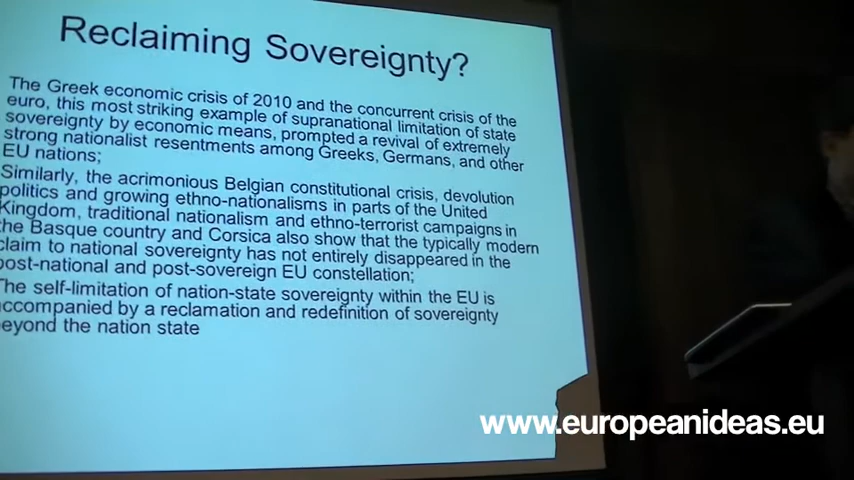 Reclaiming Sovereignty?
The Greek economic crisis of 2010 and the concurrent crisis of the
euro, this most striking example of supranational limitation of state
sovereignty by economic means, prompted a revival of extremely
strong nationalist resentments among Greeks, Germans, and other
EU nations;
Similarly, the acrimonious Belgian constitutional crisis, devolution
politics and growing ethno-nationalisms in parts of the United
Kingdom, traditional nationalism and ethno-terrorist campaigns in
the Basque country and Corsica also show that the typically modern
claim to national sovereignty has not entirely disappeared in the
post-national and post-sovereign EU constellation;
The self-limitation of nation-state sovereignty within the EU is
accompanied by a reclamation and redefinition of sovereignty
beyond the nation state
www.europeanideas.eu